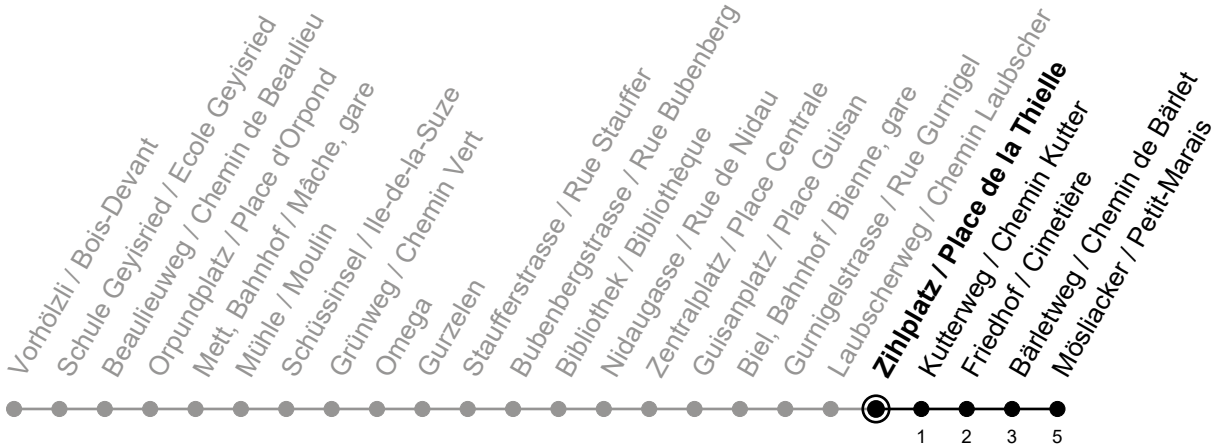 Vorhölzli / Bois-Devant
Schule Geyisried / Ecole Geyisried
Beaulieuweg / Chemin de Beaulieu
Orpundplatz / Place d'Orpond
Mett, Bahnhof / Mâche, gare
Mühle / Moulin
Schüssinsel / Ile-de-la-Suze
Grünweg / Chemin Vert
Omega
Gurzelen
Staufferstrasse / Rue Stauffer
Bubenbergstrasse / Rue Bubenberg
Bibliothek / Bibliothèque
Nidaugasse / Rue de Nidau
Zentralplatz / Place Centrale
Guisanplatz / Place Guisan
Biel, Bahnhof / Bienne, gare
Gurnigelstrasse / Rue Gurnigel
Laubscherweg / Chemin Laubscher
Zihlplatz / Place de la Thielle
Kutterweg / Chemin Kutter
Friedhof / Cimetière
Bärletweg / Chemin de Bärlet
Mösliacker / Petit-Marais
1 2 3 5